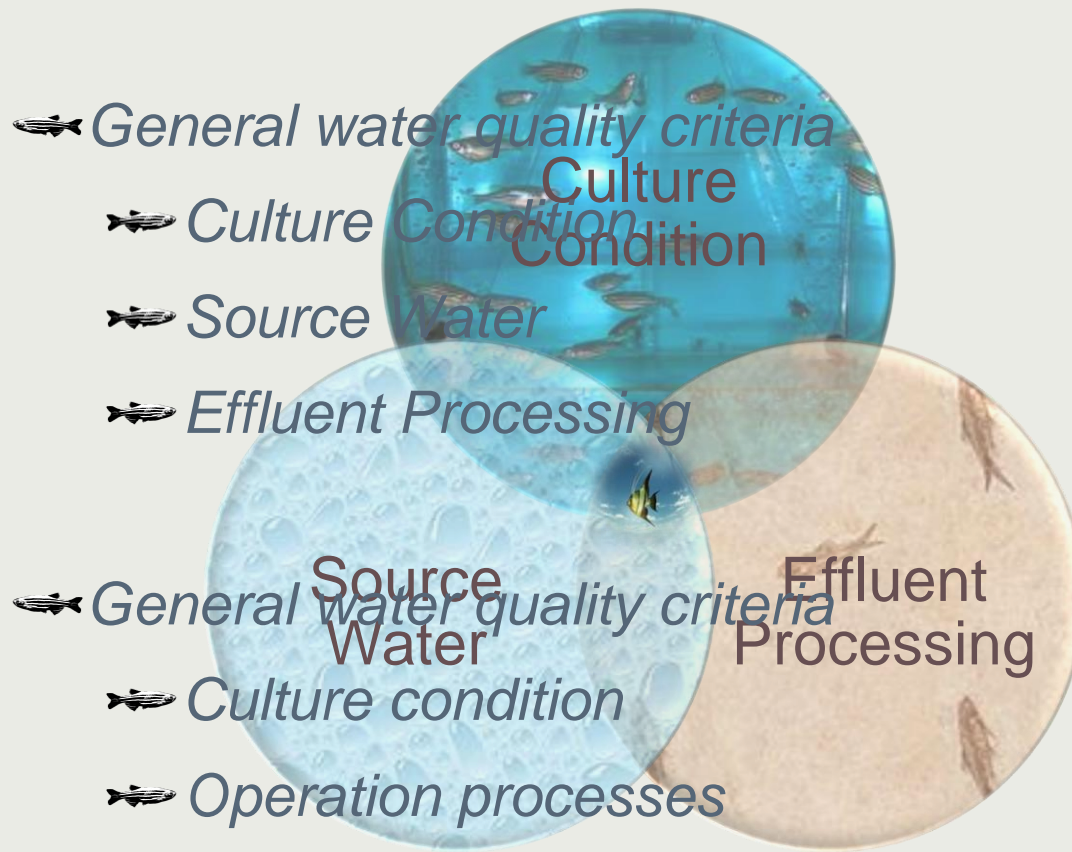 General water quality criteria
Culture Condition
Source Water
Effluent Processing
General water quality criteria
Culture condition
Operation processes
Culture
Condition
Source
Water
Effluent
Processing